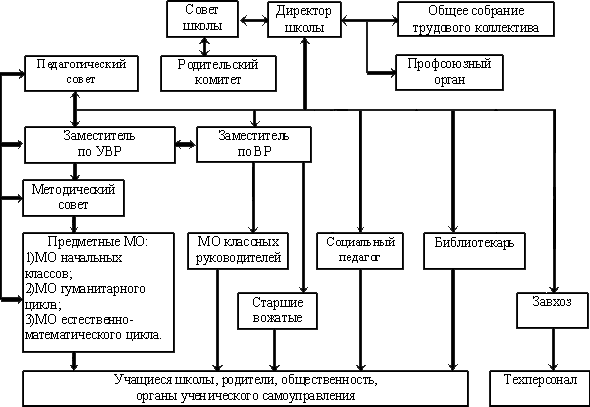 Совет
школы
Директор
школы
Общее собрание
трудового коллектива
Педагогический
совет
Родительский
комитет
Профсоюзный
орган
Заместитель
по УВР
Заместитель
по ВР
Методический
совет
Предметные МО:
1)МО начальных
классов;
2)МО гуманитарного
цикла;
3)МО естественно-
математического цикла.
МО классных
руководителей
Социальный
педагог
Библиотекарь
Старшие
вожатые
Завхоз
Учащиеся школы, родители, общественность,
органы ученического самоуправления
Техперсонал